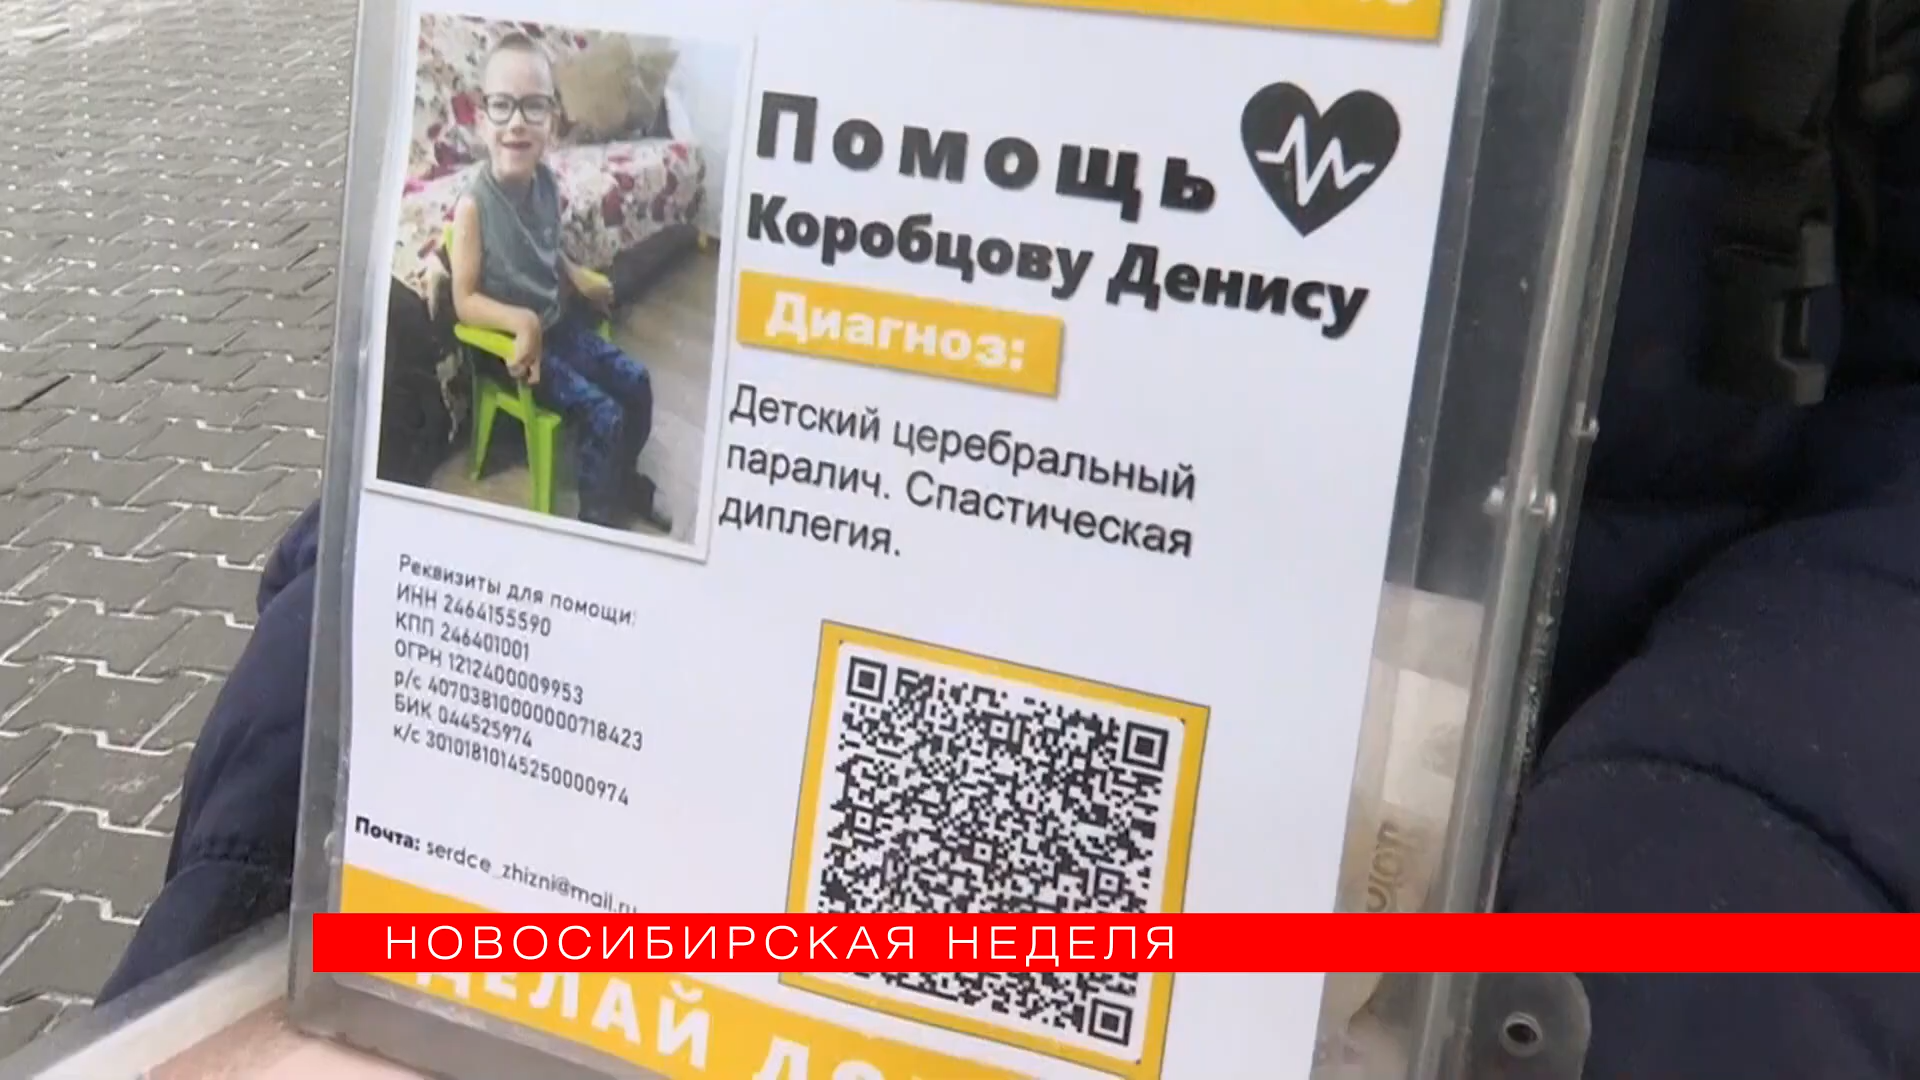 Помощь
Коробцову Денису
Диагноз:
Детский церебральный
паралич. Спастическая
диплегия.
Реквизиты для помощи:
ИНН 2464155590
КПП 246401001
ОГРН 1212400009953
р/с 40703810000000718423
БИК 044525974
к/с 30101810145250000974
Почта: serdce_zhizni@mail.ru
НОВОСИБИРСКАЯ НЕДЕЛЯ
ДЕЛАЙ